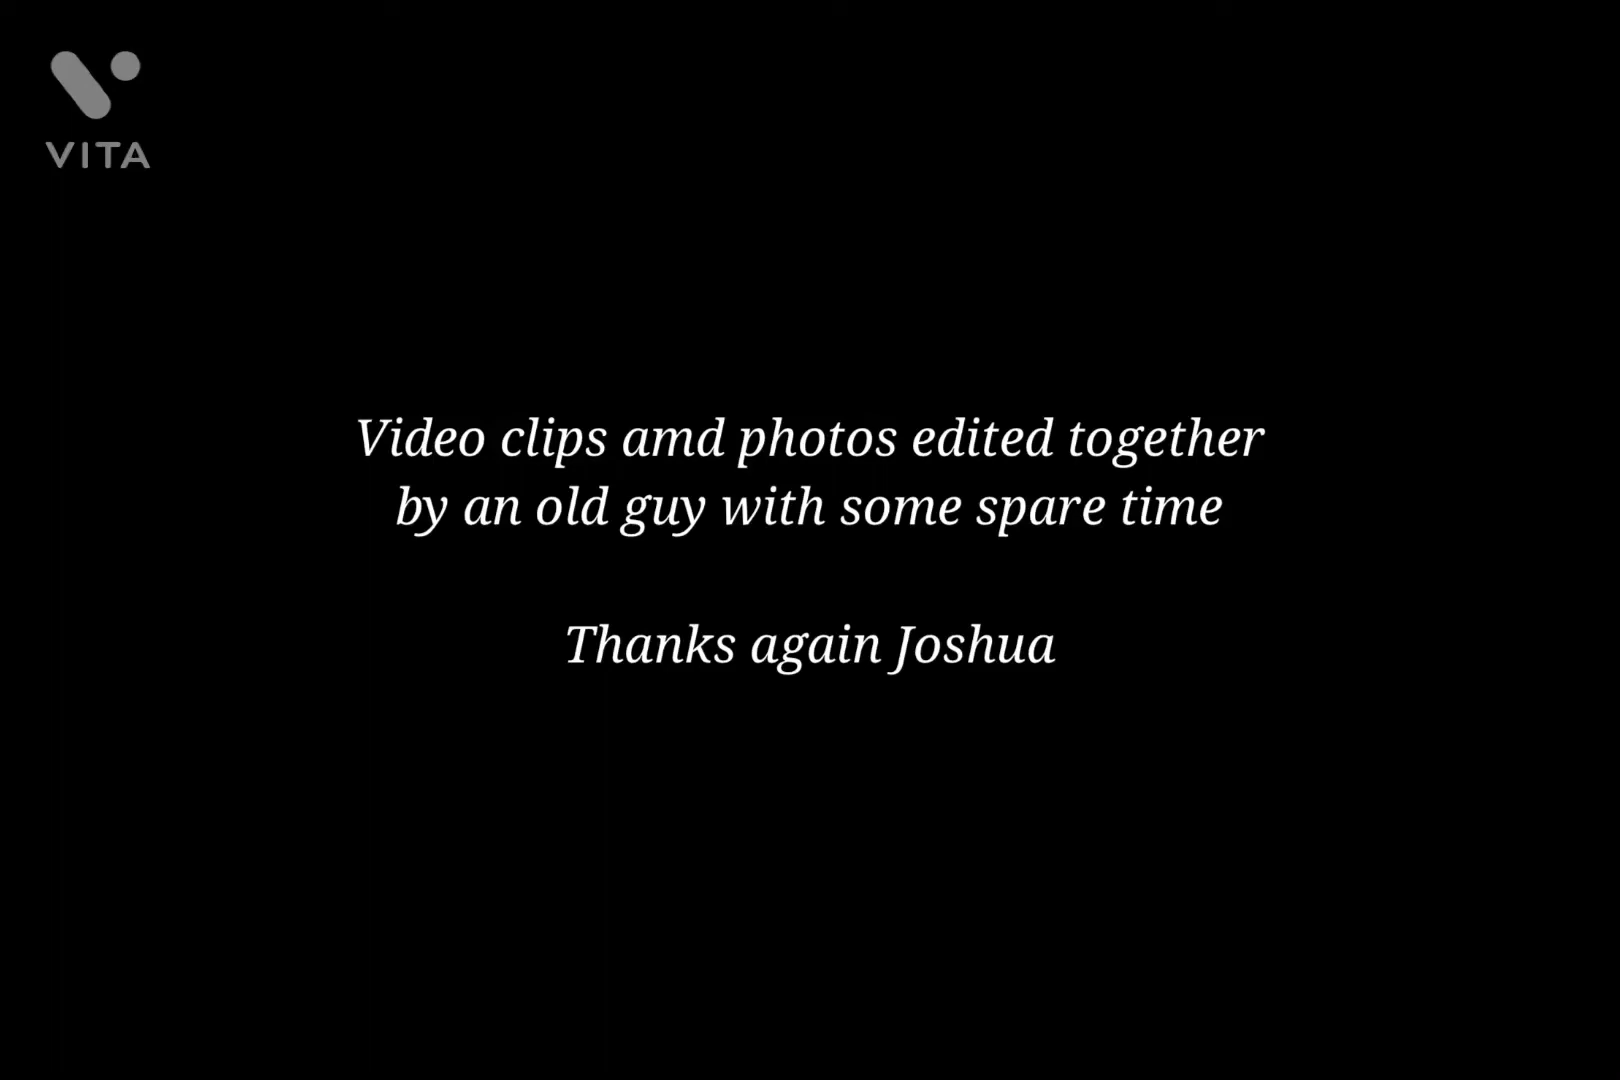 VITA
Video clips amd photos edited together
by an old guy with some spare time
Thanks again Joshua